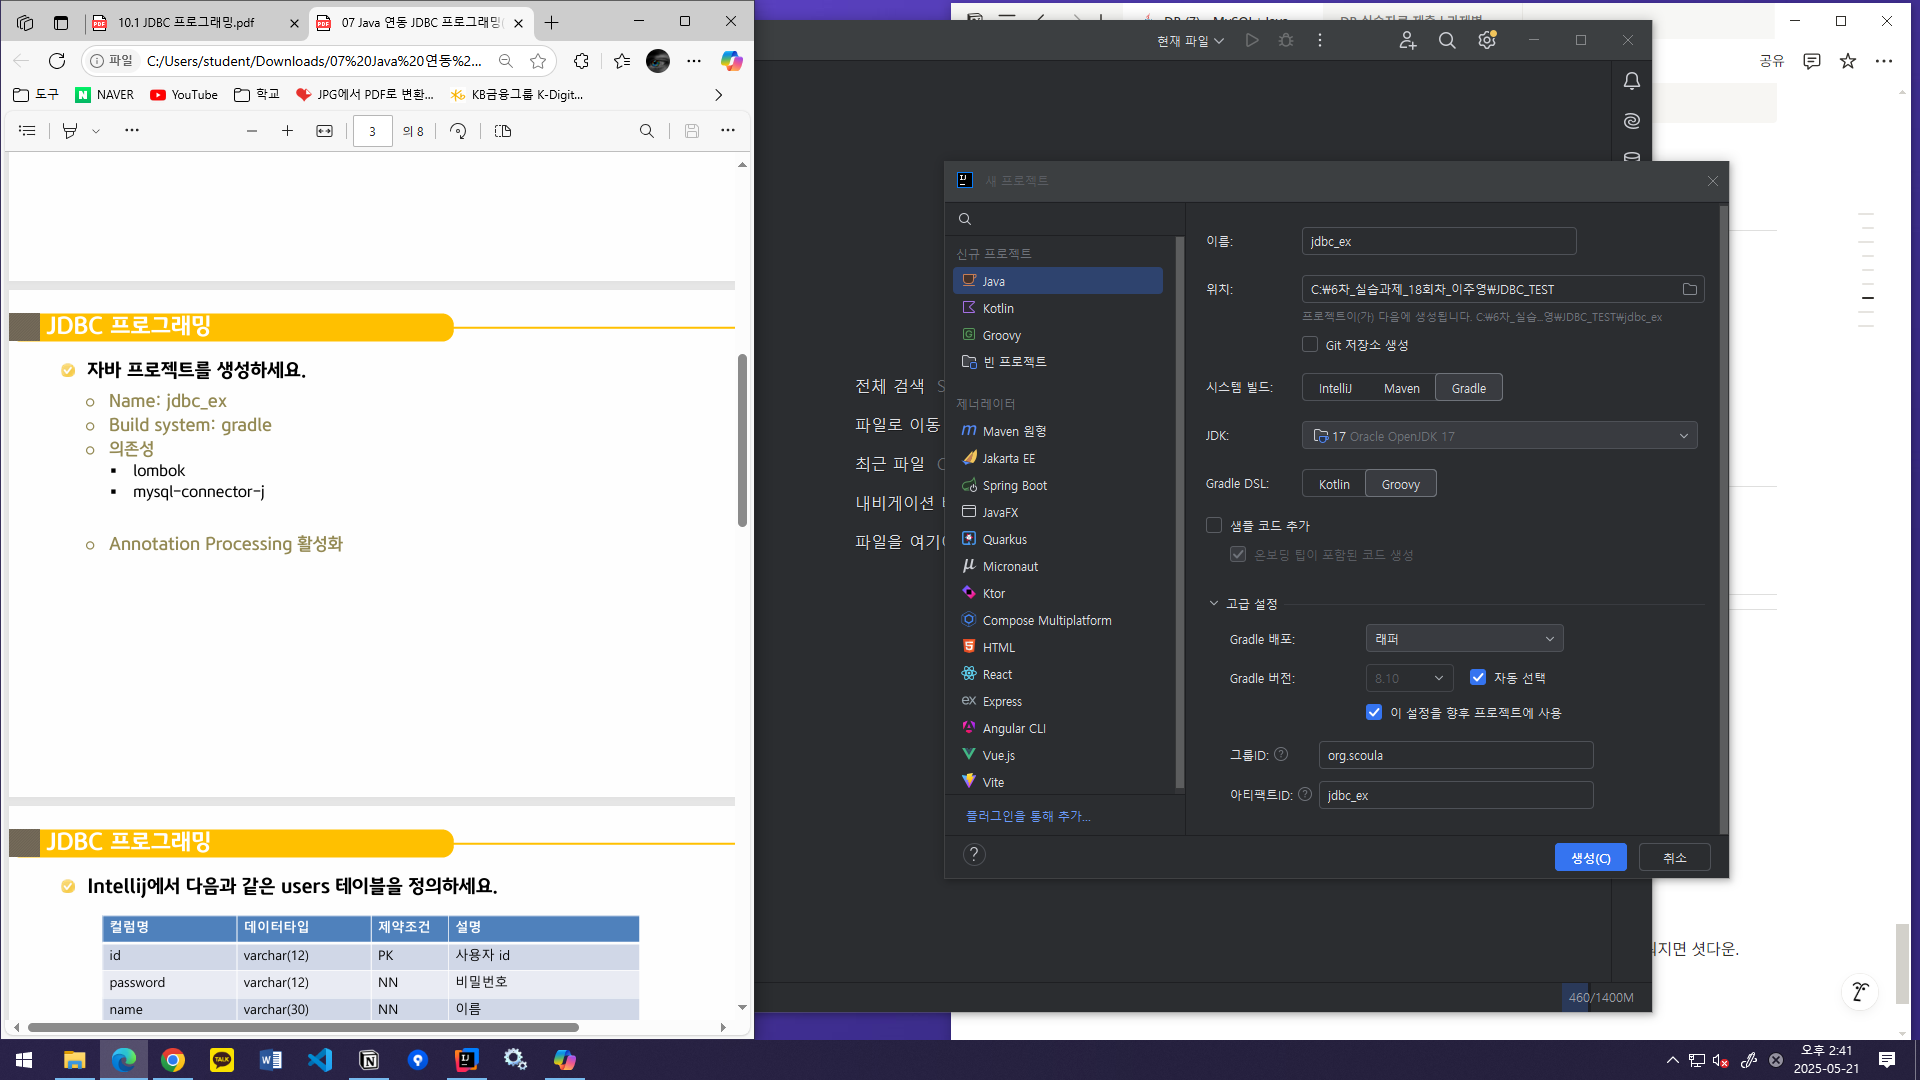 10.1 JDBC 프로그래밍.pdf
07 Java 연동 JDBC 프로그래밍(
파일
C:/Users/student/Downloads/07%20Java%20연동%2...
도구
NAVER
YouTube
학교
JPG에서 PDF로 변환...
KB금융그룹 K-Digit...
3
의 8
JDBC 프로그래밍
자바 프로젝트를 생성하세요.
Name: jdbc_ex
Build system: gradle
의존성
lombok
mysql-connector-j
Annotation Processing 활성화
JDBC 프로그래밍
Intellij에서 다음과 같은 users 테이블을 정의하세요.
컬럼명 데이터타입 제약조건 설명
id varchar(12) PK 사용자 id
password varchar(12) NN 비밀번호
name varchar(30) NN 이름
현재 파일
공유
전체 검색 S
파일로 이동
최근 파일
내비게이션
파일을 여기
460/1400M
지면 셧다운.
새 프로젝트
신규 프로젝트
Java
Kotlin
Groovy
빈 프로젝트
제너레이터
Maven 원형
Jakarta EE
Spring Boot
JavaFX
Quarkus
Micronaut
Ktor
Compose Multiplatform
HTML
React
Express
Angular CLI
Vue.js
Vite
플러그인을 통해 추가...
이름: jdbc_ex
위치: C:₩6차_실습과제_18회차_이주영₩JDBC_TEST
프로젝트이(가) 다음에 생성됩니다. C:₩6차_실습...영₩JDBC_TEST₩jdbc_ex
Git 저장소 생성
시스템 빌드: IntelliJ Maven Gradle
JDK: 17 Oracle OpenJDK 17
Gradle DSL: Kotlin Groovy
샘플 코드 추가
온보딩 팁이 포함된 코드 생성
고급 설정
Gradle 배포: 래퍼
Gradle 버전: 8.10 자동 선택
이 설정을 향후 프로젝트에 사용
그룹ID: org.scoula
아티팩트ID: jdbc_ex
?
생성(C) 취소
TALK
오후 2:41
2025-05-21